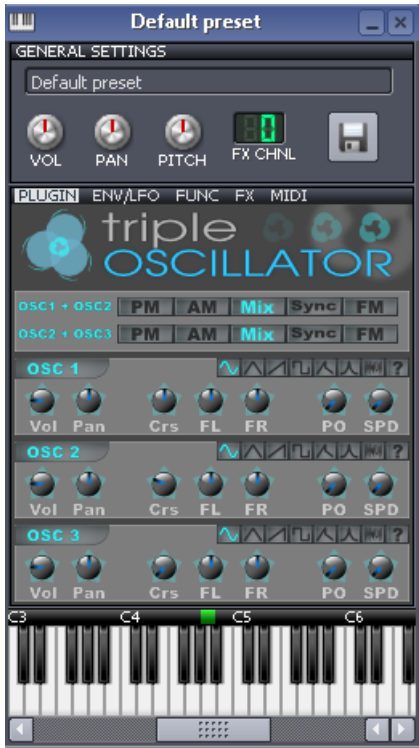 Default preset
GENERAL SETTINGS
Default preset
0
VOL PAN PITCH FX CHNL
PLUGIN ENV/LFO FUNC FX MIDI
triple
OSCILLATOR
OSC1 + OSC2 PM AM Mix Sync FM
OSC2 + OSC3 PM AM Mix Sync FM
OSC 1 ?
Vol Pan Crs FL FR PO SPD
OSC 2 ?
Vol Pan Crs FL FR PO SPD
OSC 3 ?
Vol Pan Crs FL FR PO SPD
C3 C4 C5 C6